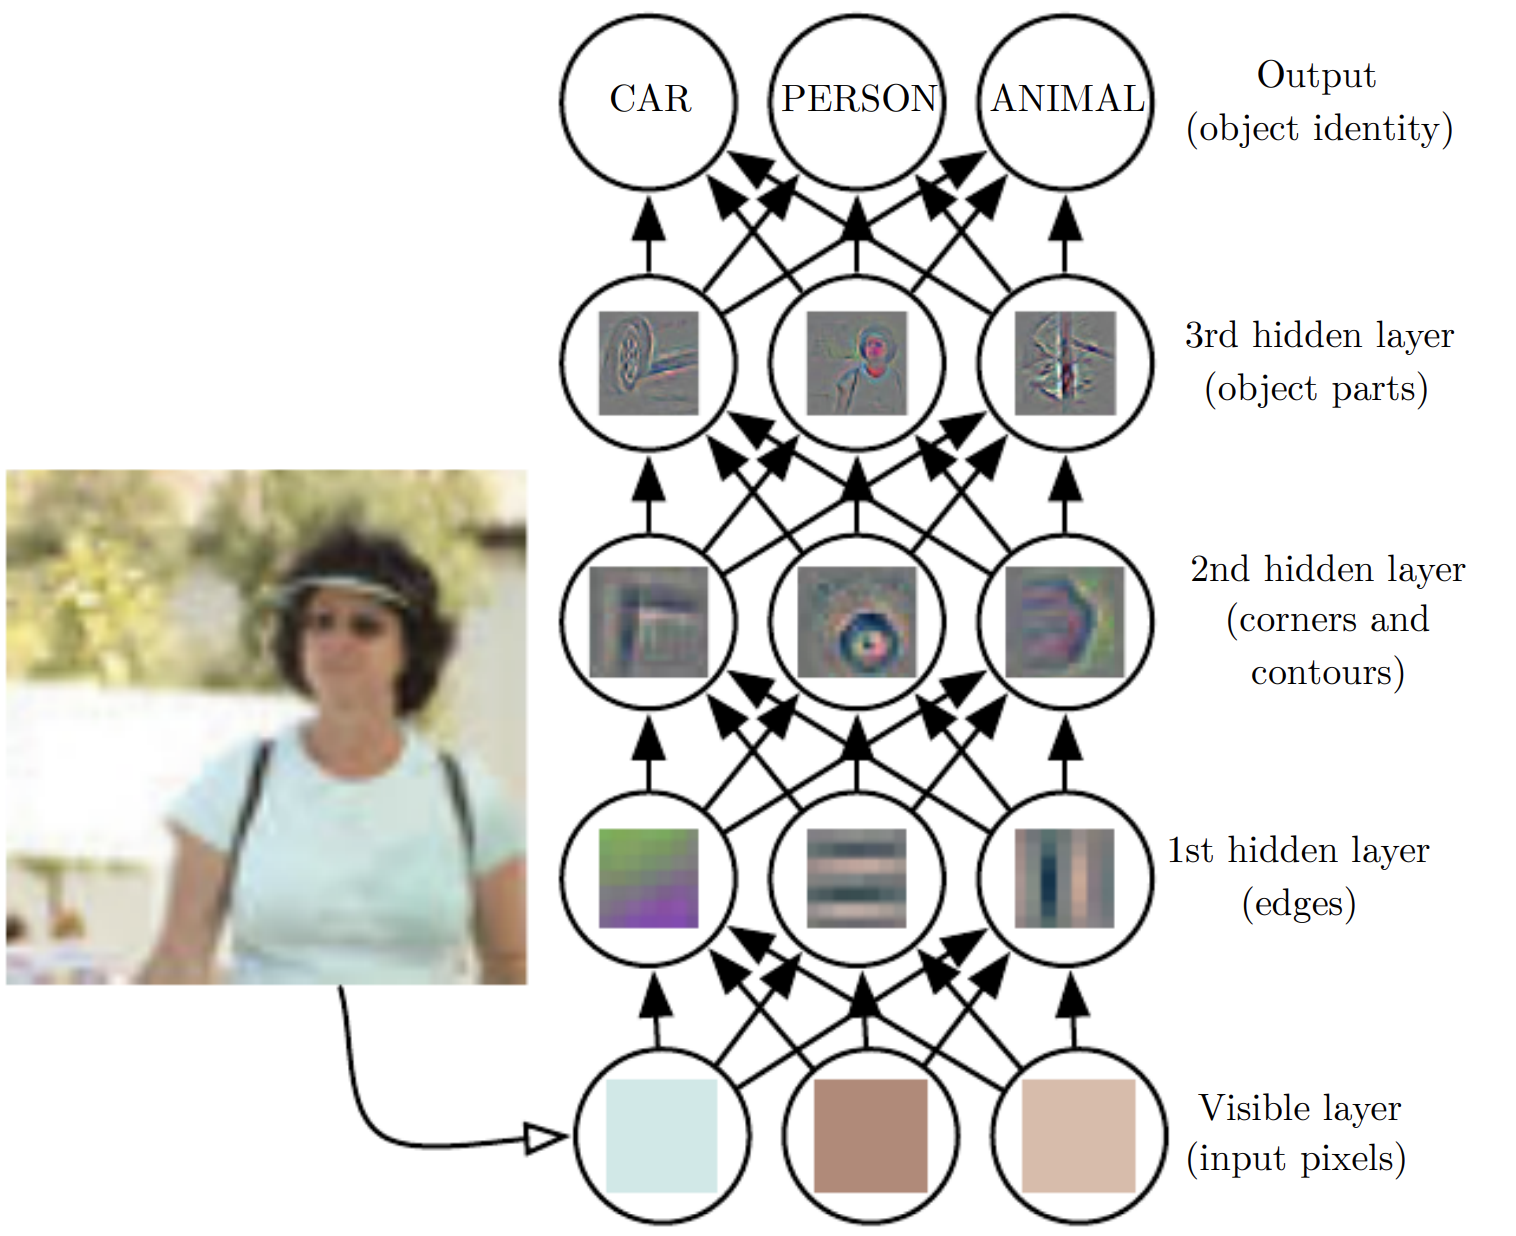 CAR
PERSON
ANIMAL
Output
(object identity)
3rd hidden layer
(object parts)
2nd hidden layer
(corners and
contours)
1st hidden layer
(edges)
Visible layer
(input pixels)